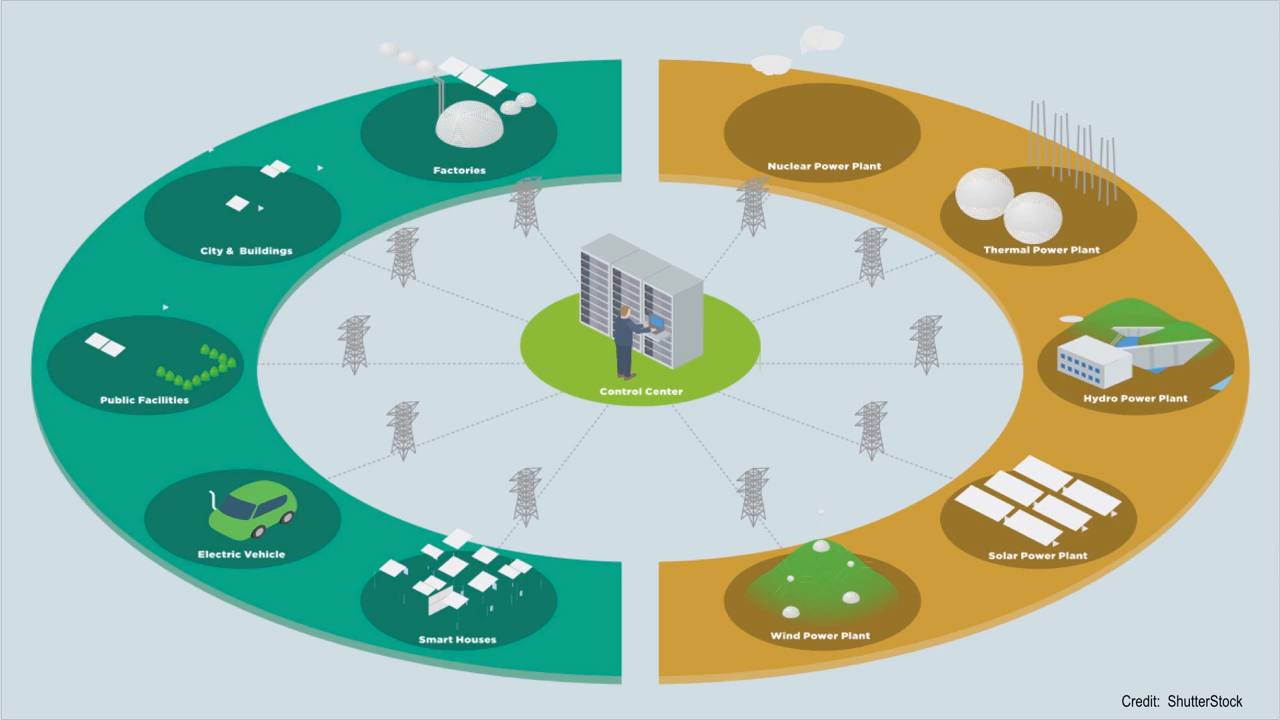 Factories
Nuclear Power Plant
City & Buildings
Thermal Power Plant
Control Center
Public Facilities
Hydro Power Plant
Electric Vehicle
Solar Power Plant
Smart Houses
Wind Power Plant
Credit: ShutterStock